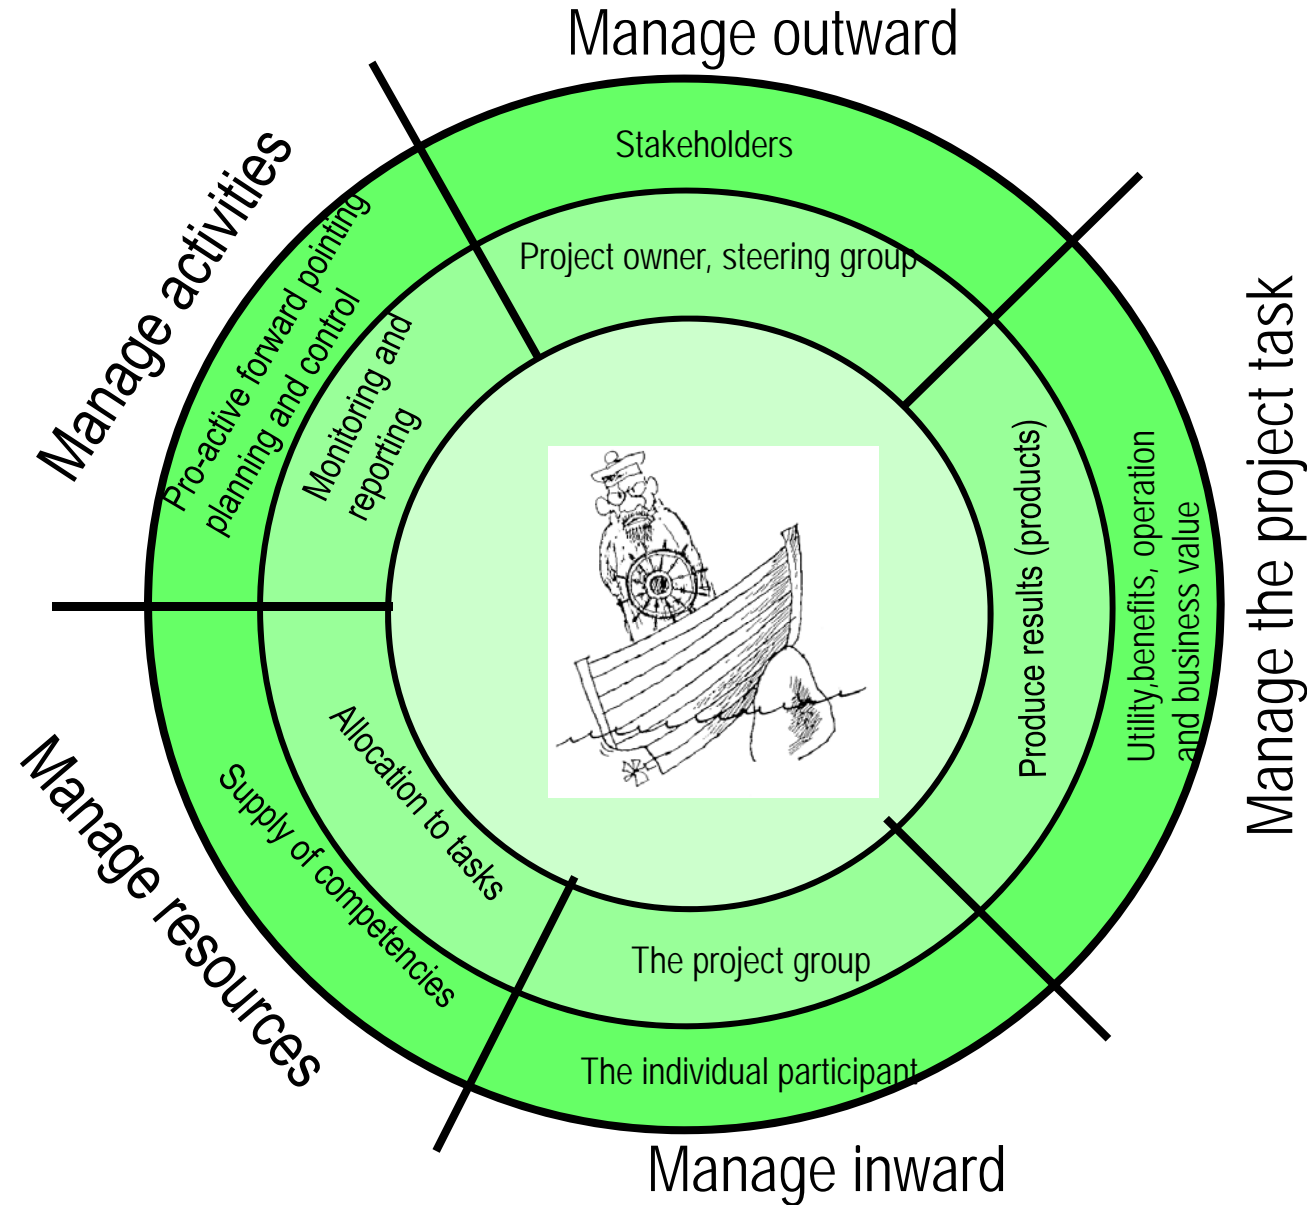 Manage outward
Stakeholders
Project owner, steering group
Manage the project task
Utility,benefits, operation
and business value
Produce results (products)
Manage inward
The project group
The individual participant
Manage resources
Supply of competencies
Allocation to tasks
Manage activities
Pro-active forward pointing
planning and control
Monitoring and
reporting